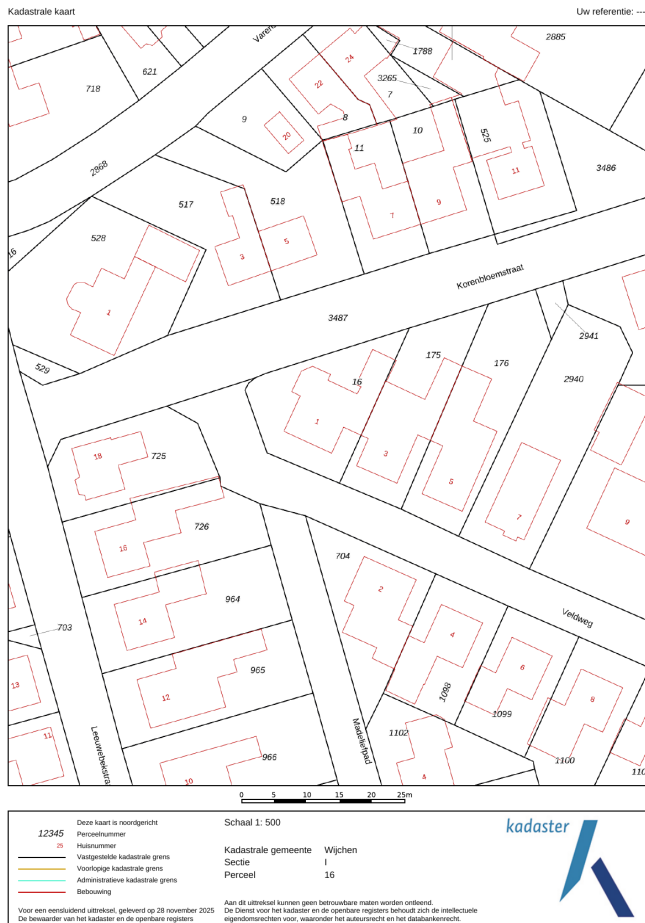 Kadastrale kaart
Uw referentie: ---
2885
1788
24
621
3265
22
718
7
8
9
10
525
20
11
2868
3486
11
517
518
9
7
528
5
3
16
Korenbloemstraat
1
3487
2941
175
529
176
2940
16
1
18
725
3
5
7
9
726
16
704
2
964
14
Veldweg
703
4
965
6
13
1098
8
12
1099
1102
Madeliefpad
11
966
1100
110
10
4
0 5 10 15 20 25m
Deze kaart is noordgericht
12345 Perceelnummer
25 Huisnummer
Vastgestelde kadastrale grens
Voorlopige kadastrale grens
Administratieve kadastrale grens
Bebouwing
Voor een eensluidend uittreksel, geleverd op 28 november 2025
De bewaarder van het kadaster en de openbare registers
Schaal 1: 500
Kadastrale gemeente Wijchen
Sectie I
Perceel 16
Aan dit uittreksel kunnen geen betrouwbare maten worden ontleend.
De Dienst voor het kadaster en de openbare registers behoudt zich de intellectuele
eigendomsrechten voor, waaronder het auteursrecht en het databankenrecht.
kadaster